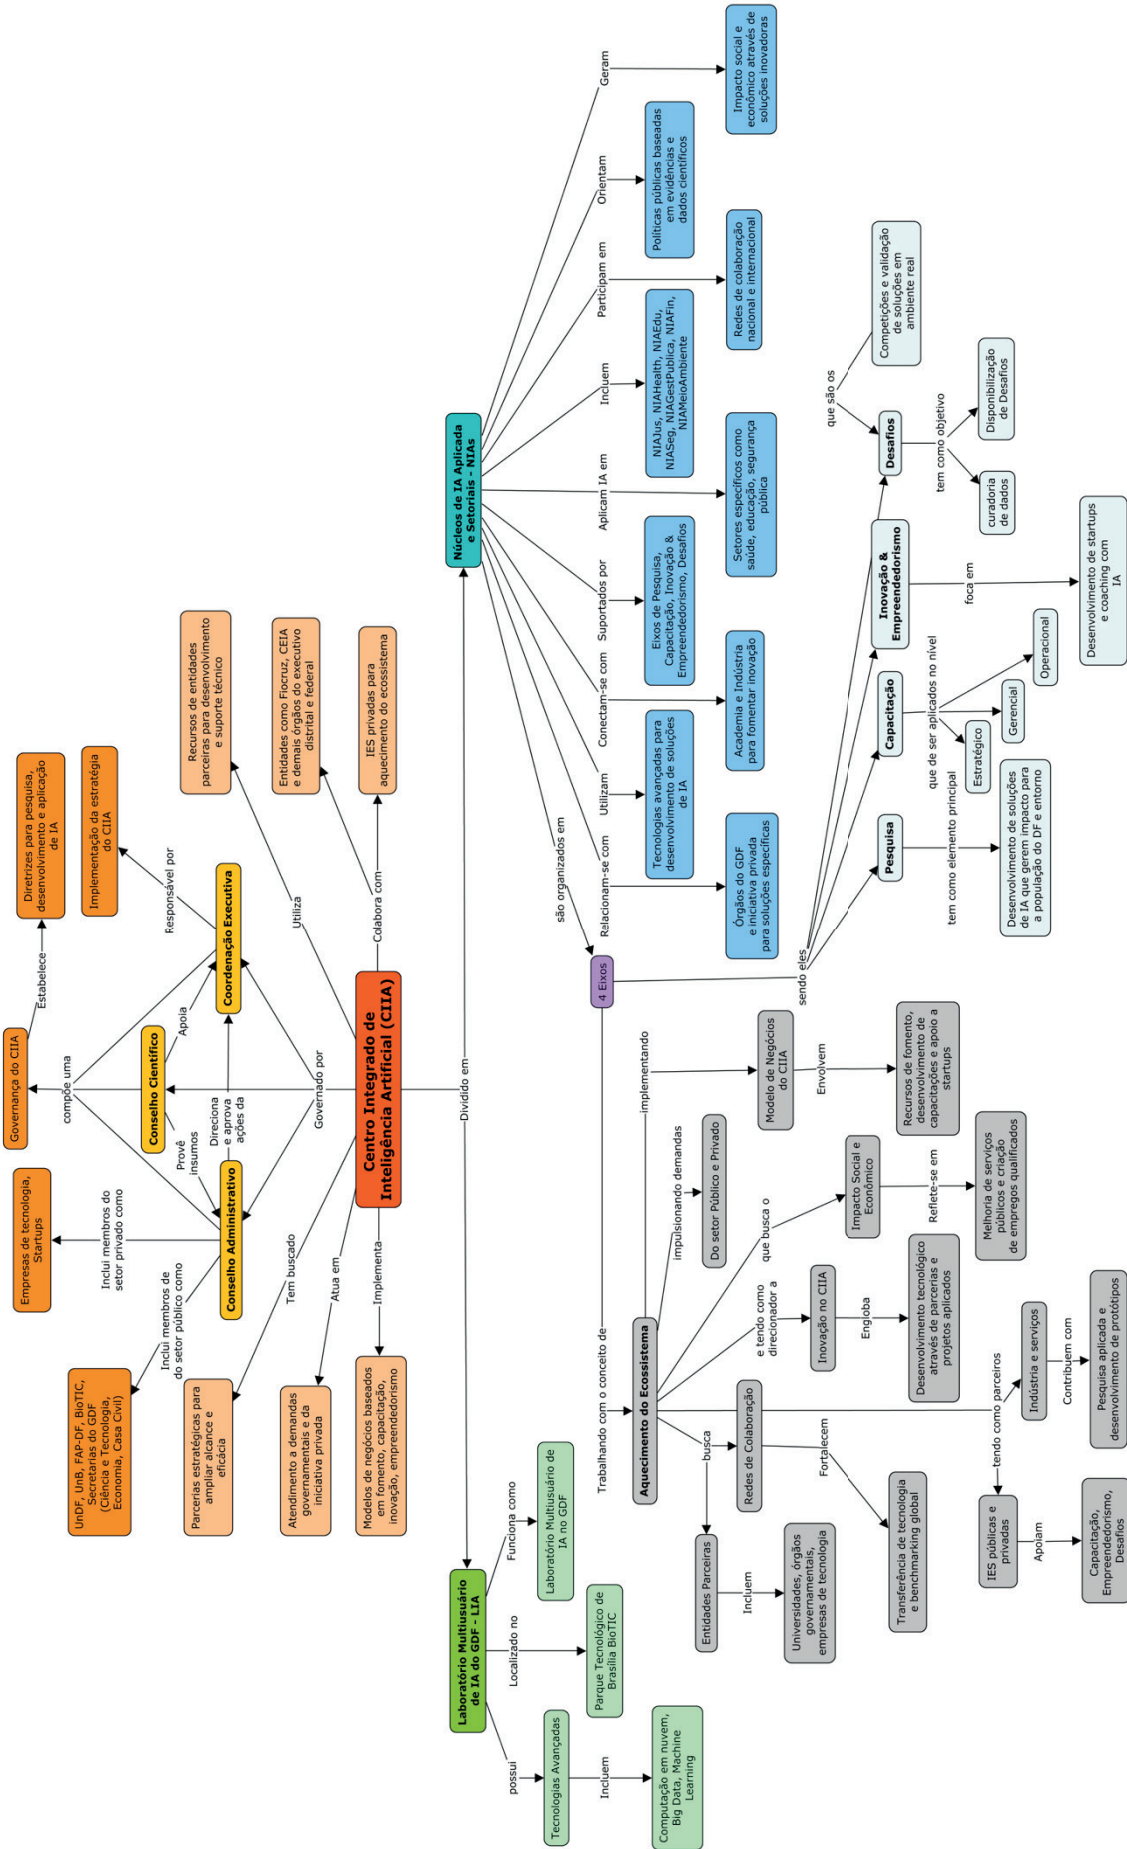 Governança do CIIA
Estabelece
Diretrizes para pesquisa,
desenvolvimento e aplicação
de IA
Empresas de tecnologia,
Startups
compõe uma
Implementação da estratégia
do CIIA
Inclui membros do
setor privado como
Responsável por
UnDF, UnB, FAP-DF, BioTIC,
Secretarias do GDF
(Ciência e Tecnologia,
Economia, Casa Civil)
Inclui membros de
do setor público como
Conselho Científico
Apoia
Provê
insumos
Conselho Administrativo
Direciona
e aprova
ações da
Coordenação Executiva
Recursos de entidades
parceiras para desenvolvimento
e suporte técnico
Parcerias estratégicas para
ampliar alcance e
eficácia
Tem buscado
Governado por
Utiliza
Entidades como Fiocruz, CEIA
e demais órgãos do executivo
distrital e federal
Atendimento a demandas
governamentais e da
iniciativa privada
Atua em
Centro Integrado de
Inteligência Artificial (CIIA)
Colabora com
IES privadas para
aquecimento do ecossistema
Modelos de negócios baseados
em fomento, capacitação,
inovação, empreendedorismo
Implementa
Dividido em
Laboratório Multiusuário
de IA do GDF - LIA
Núcleos de IA Aplicada
e Setoriais - NIAs
possui
Localizado no
Funciona como
Tecnologias Avançadas
Parque Tecnológico de
Brasília BioTIC
Laboratório Multiusuário de
IA no GDF
Incluem
Computação em nuvem,
Big Data, Machine
Learning
são organizados em
Relacionam-se com
Utilizam
Conectam-se com
Suportados por
Aplicam IA em
Incluem
Participam em
Orientam
Geram
Órgãos do GDF
e iniciativa privada
para soluções específicas
Tecnologias avançadas para
desenvolvimento de soluções
de IA
Academia e Indústria
para fomentar inovação
Eixos de Pesquisa,
Capacitação, Inovação &
Empreendedorismo, Desafios
Setores específicos como
saúde, educação, segurança
pública
NIAJus, NIAHealth, NIAEdu,
NIASeg, NIAGestPublica, NIAFin,
NIAMeioAmbiente
Redes de colaboração
nacional e internacional
Políticas públicas baseadas
em evidências e
dados científicos
Impacto social e
econômico através de
soluções inovadoras
4 Eixos
Trabalhando com o conceito de
sendo eles
Aquecimento do Ecossistema
implementando
impulsionando demandas
que busca o
e tendo como
direcionador a
busca
tendo como parceiros
Entidades Parceiras
Redes de Colaboração
Inovação no CIIA
Impacto Social e
Econômico
Do setor Público e Privado
Modelo de Negócios
do CIIA
Incluem
Fortalecem
Engloba
Reflete-se em
Envolvem
Universidades, órgãos
governamentais,
empresas de tecnologia
Transferência de tecnologia
e benchmarking global
Desenvolvimento tecnológico
através de parcerias e
projetos aplicados
Melhoria de serviços
públicos e criação
de empregos qualificados
Recursos de fomento,
desenvolvimento de
capacitações e apoio a
startups
IES públicas e
privadas
Indústria e serviços
Apoiam
Contribuem com
Capacitação,
Empreendedorismo,
Desafios
Pesquisa aplicada e
desenvolvimento de protótipos
Pesquisa
Capacitação
Inovação &
Empreendedorismo
Desafios
que são os
Competições e validação
de soluções em
ambiente real
tem como elemento principal
que de ser aplicados no nível
foca em
tem como objetivo
Desenvolvimento de soluções
de IA que gerem impacto para
a população do DF e entorno
Estratégico
Gerencial
Operacional
Desenvolvimento de startups
e coaching com
IA
curadoria
de dados
Disponibilização
de Desafios